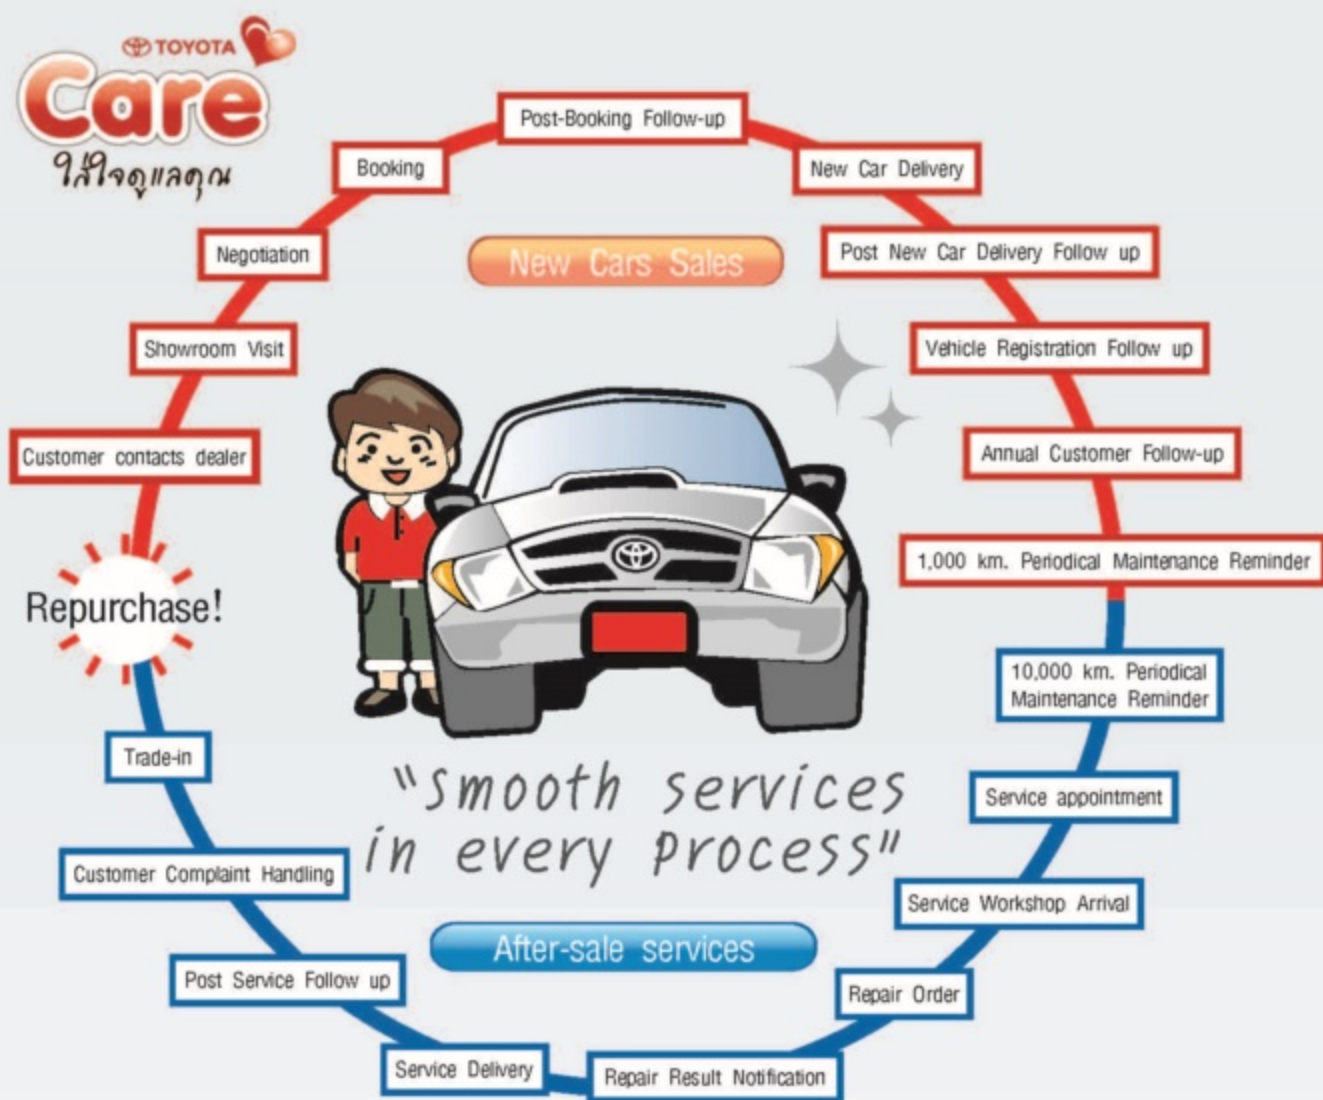 TOYOTA
Care
ใส่ใจดูแลคุณ
Post-Booking Follow-up
Booking
New Car Delivery
Negotiation
New Cars Sales
Post New Car Delivery Follow up
Showroom Visit
Vehicle Registration Follow up
Customer contacts dealer
Annual Customer Follow-up
1,000 km. Periodical Maintenance Reminder
Repurchase!
10,000 km. Periodical
Maintenance Reminder
Trade-in
Service appointment
"Smooth services
in every Process"
Customer Complaint Handling
Service Workshop Arrival
After-sale services
Post Service Follow up
Repair Order
Service Delivery
Repair Result Notification